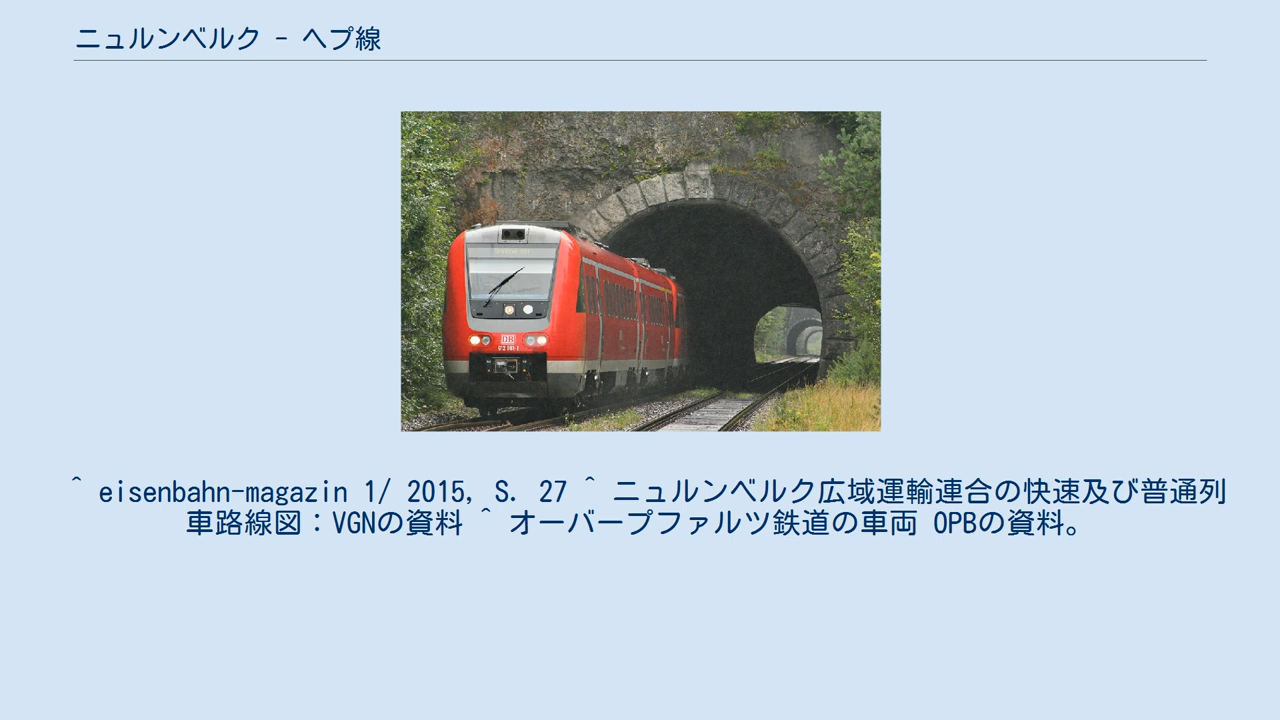 ニュルンベルク - ヘプ線
DB
^ eisenbahn-magazin 1/ 2015, S. 27 ^ ニュルンベルク広域運輸連合の快速及び普通列
車路線図：VGNの資料 ^ オーバープファルツ鉄道の車両 OPBの資料。